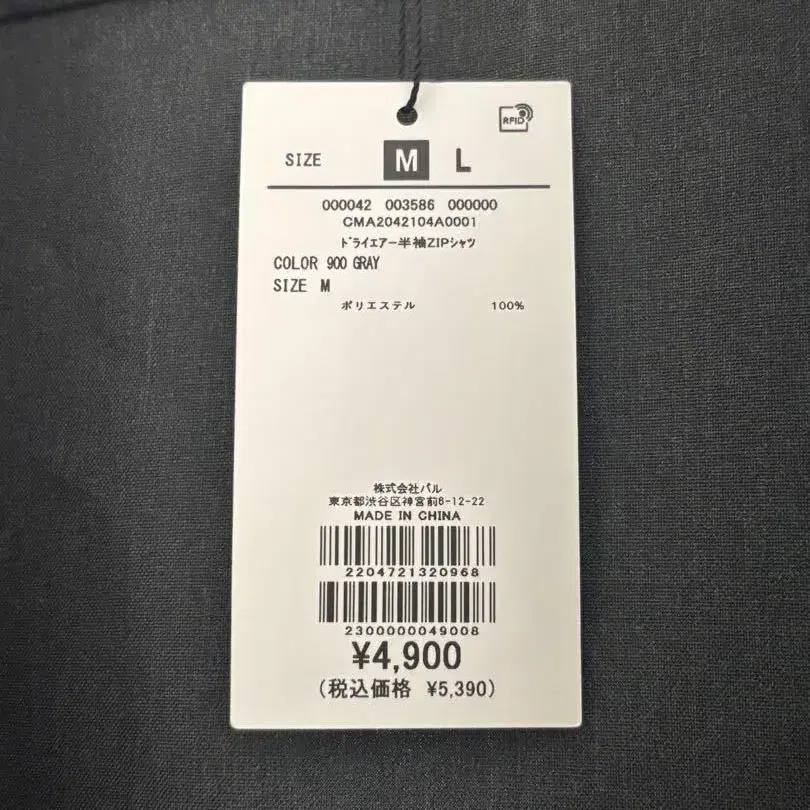 RFID
SIZE M L
000042 003586 000000
CMA2042104A0001
ドライエアー半袖ZIPシャツ
COLOR 900 GRAY
SIZE M
ポリエステル 100%
株式会社パル
東京都渋谷区神宮前6-12-22
MADE IN CHINA
2204721320968
2300000049008
¥4,900
(税込価格 ¥5,390)